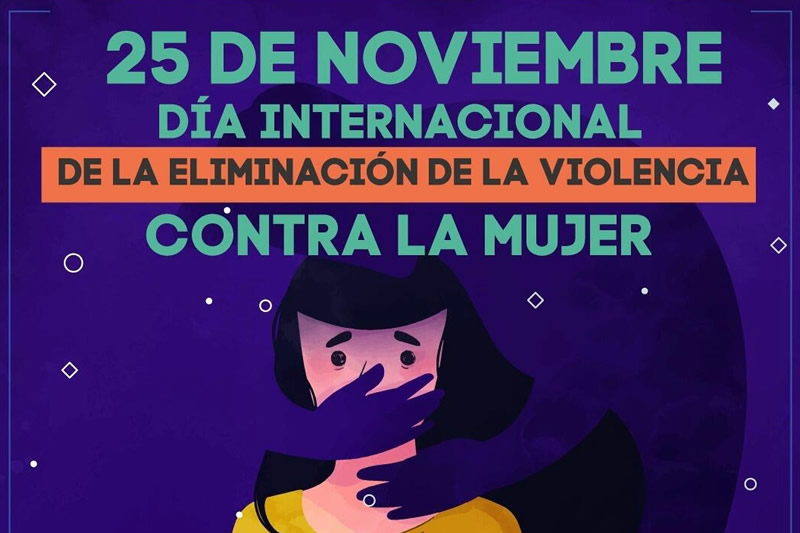 25 DE NOVIEMBRE
DÍA INTERNACIONAL
DE LA ELIMINACIÓN DE LA VIOLENCIA
CONTRA LA MUJER